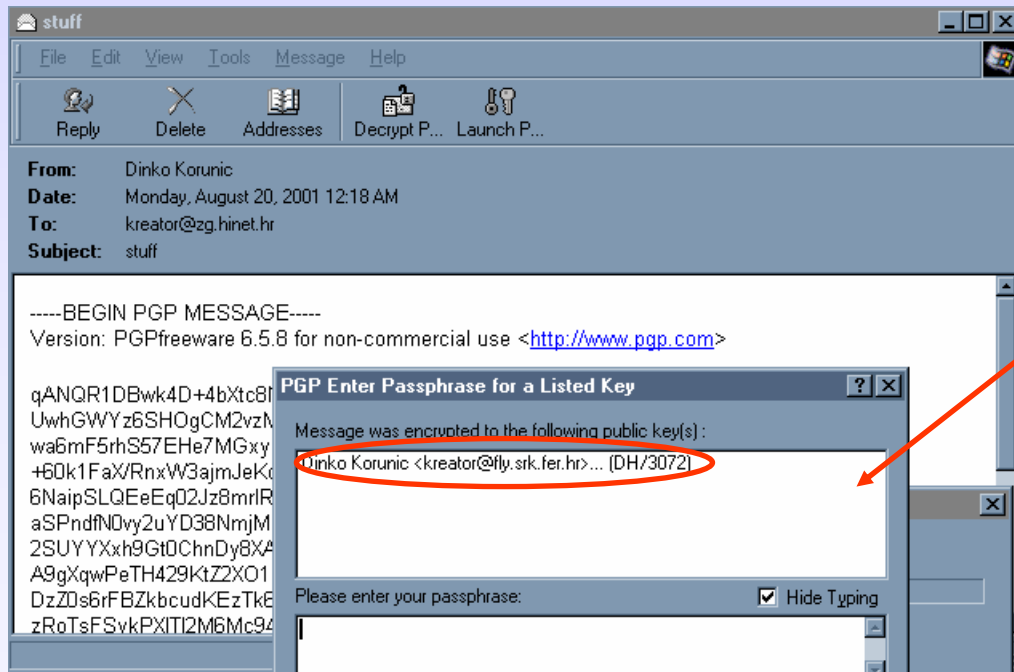 stuff
File Edit View Tools Message Help
Reply Delete Addresses Decrypt P... Launch P...
From: Dinko Korunic
Date: Monday, August 20, 2001 12:18 AM
To: kreator@zg.hinet.hr
Subject: stuff
-----BEGIN PGP MESSAGE-----
Version: PGPfreeware 6.5.8 for non-commercial use <http://www.pgp.com>
qANQR1DBwk4D+4bXtc8
UwhGWYz6SHOgCM2vzM
wa6mF5rhS57EHe7MGxy
+60k1FaX/RnxW3ajmJeK
6NaipSLQEeEq02Jz8mrlR
aSPndfN0vy2uYD38NmjM
2SUYYXxh9Gt0ChnDy8XA
A9gXqwPeTH429KtZ2XO1
DzZ0s6rFBZkbcudKEzTk
zRoTsFSvkPXITl2M6Mc94
PGP Enter Passphrase for a Listed Key
Message was encrypted to the following public key(s) :
Dinko Korunic <kreator@fly.srk.fer.hr>... (DH/3072)
Please enter your passphrase: Hide Typing